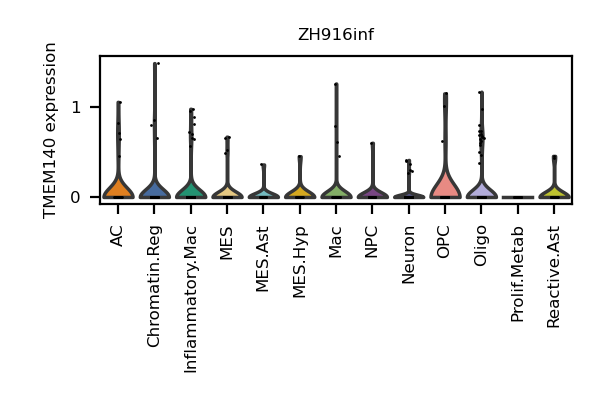 ZH916inf
TMEM140 expression
1
0
AC
Chromatin.Reg
Inflammatory.Mac
MES
MES.Ast
MES.Hyp
Mac
NPC
Neuron
OPC
Oligo
Prolif.Metab
Reactive.Ast